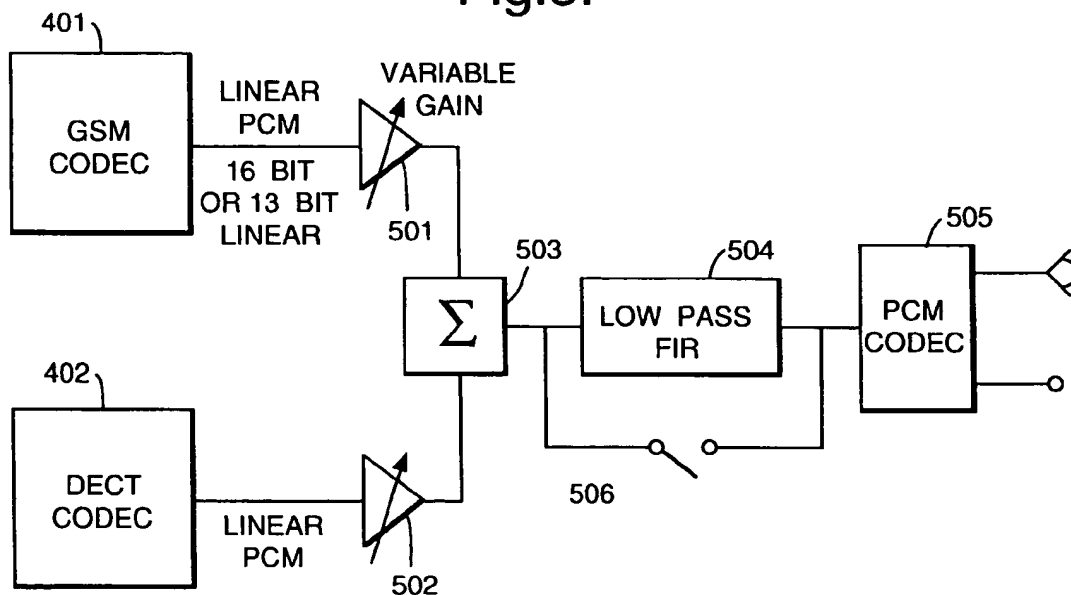 401
GSM
CODEC
LINEAR
PCM
16 BIT
OR 13 BIT
LINEAR
VARIABLE
GAIN
501
503
Σ
504
LOW PASS
FIR
505
PCM
CODEC
506
402
DECT
CODEC
LINEAR
PCM
502